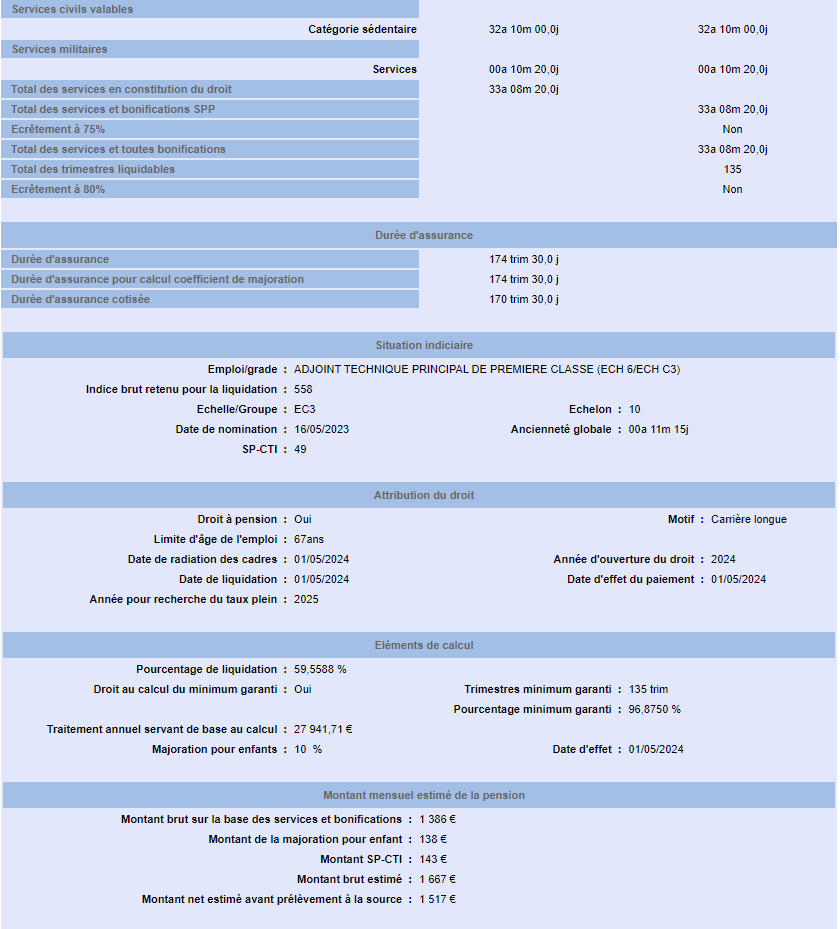 Services civils valables
Catégorie sédentaire 32a 10m 00,0j 32a 10m 00,0j
Services militaires
Services 00a 10m 20,0j 00a 10m 20,0j
Total des services en constitution du droit 33a 08m 20,0j
Total des services et bonifications SPP 33a 08m 20,0j
Ecrêtement à 75% Non
Total des services et toutes bonifications 33a 08m 20,0j
Total des trimestres liquidables 135
Ecrêtement à 80% Non
Durée d'assurance
Durée d'assurance 174 trim 30,0 j
Durée d'assurance pour calcul coefficient de majoration 174 trim 30,0 j
Durée d'assurance cotisée 170 trim 30,0 j
Situation indiciaire
Emploi/grade : ADJOINT TECHNIQUE PRINCIPAL DE PREMIERE CLASSE (ECH 6/ECH C3)
Indice brut retenu pour la liquidation : 558
Echelle/Groupe : EC3 Echelon : 10
Date de nomination : 16/05/2023 Ancienneté globale : 00a 11m 15j
SP-CTI : 49
Attribution du droit
Droit à pension : Oui Motif : Carrière longue
Limite d'âge de l'emploi : 67ans
Date de radiation des cadres : 01/05/2024 Année d'ouverture du droit : 2024
Date de liquidation : 01/05/2024 Date d'effet du paiement : 01/05/2024
Année pour recherche du taux plein : 2025
Eléments de calcul
Pourcentage de liquidation : 59,5588 %
Droit au calcul du minimum garanti : Oui Trimestres minimum garanti : 135 trim
Pourcentage minimum garanti : 96,8750 %
Traitement annuel servant de base au calcul : 27 941,71 €
Majoration pour enfants : 10 % Date d'effet : 01/05/2024
Montant mensuel estimé de la pension
Montant brut sur la base des services et bonifications : 1 386 €
Montant de la majoration pour enfant : 138 €
Montant SP-CTI : 143 €
Montant brut estimé : 1 667 €
Montant net estimé avant prélèvement à la source : 1 517 €